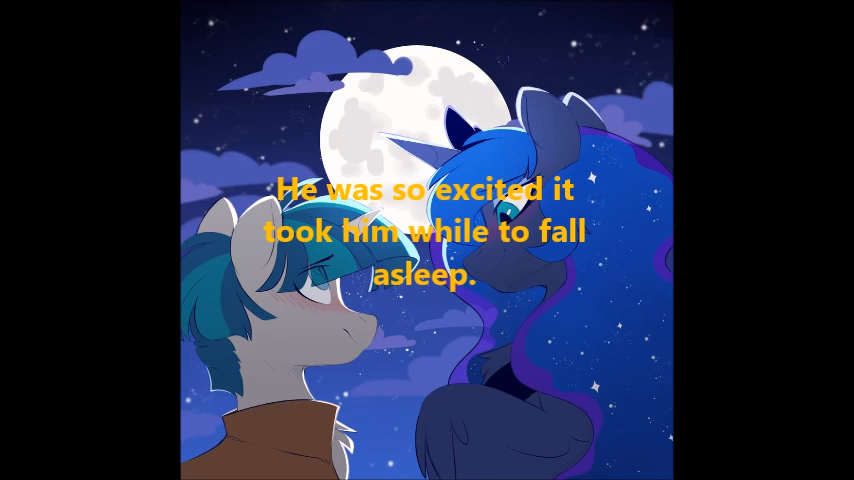 He was so excited it
took him while to fall
asleep.